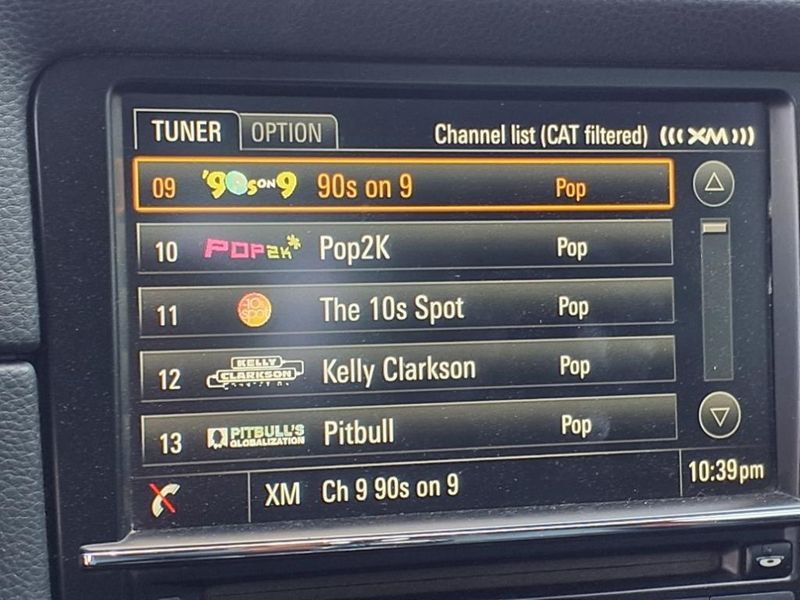 TUNER OPTION Channel list (CAT filtered) ((( XM )))
09 '90s ON 9 90s on 9 Pop
10 POP2K* Pop2K Pop
11 10s SPOT The 10s Spot Pop
12 KELLY CLARKSON Kelly Clarkson Pop
13 PITBULL'S GLOBALIZATION Pitbull Pop
XM Ch 9 90s on 9 10:39pm